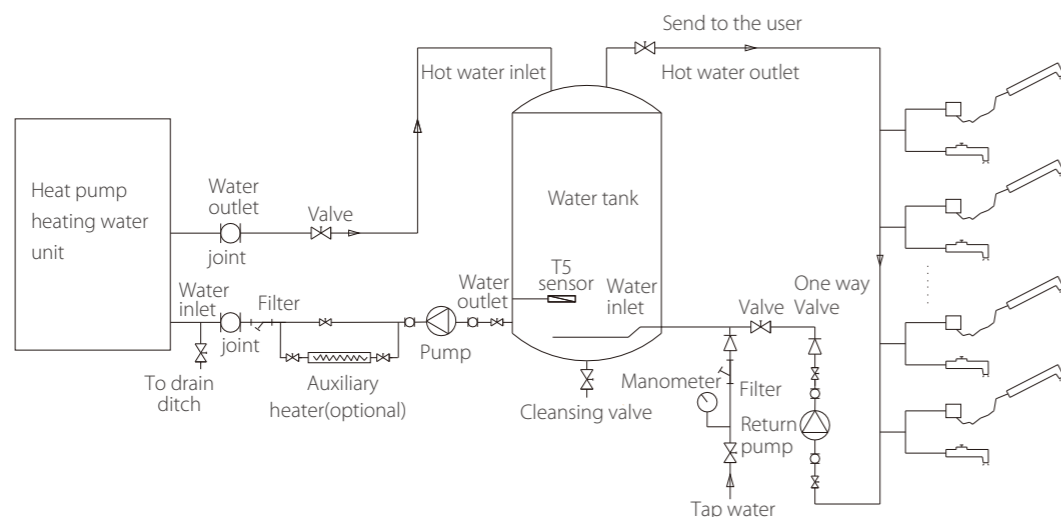 Send to the user
Hot water inlet
Hot water outlet
Heat pump
heating water
unit
Water
outlet
joint
Valve
Water tank
T5
sensor
Water
inlet
Water
outlet
Water
inlet
Filter
joint
Pump
One way
Valve
Valve
To drain
ditch
Auxiliary
heater(optional)
Cleansing valve
Manometer
Filter
Return
pump
Tap water